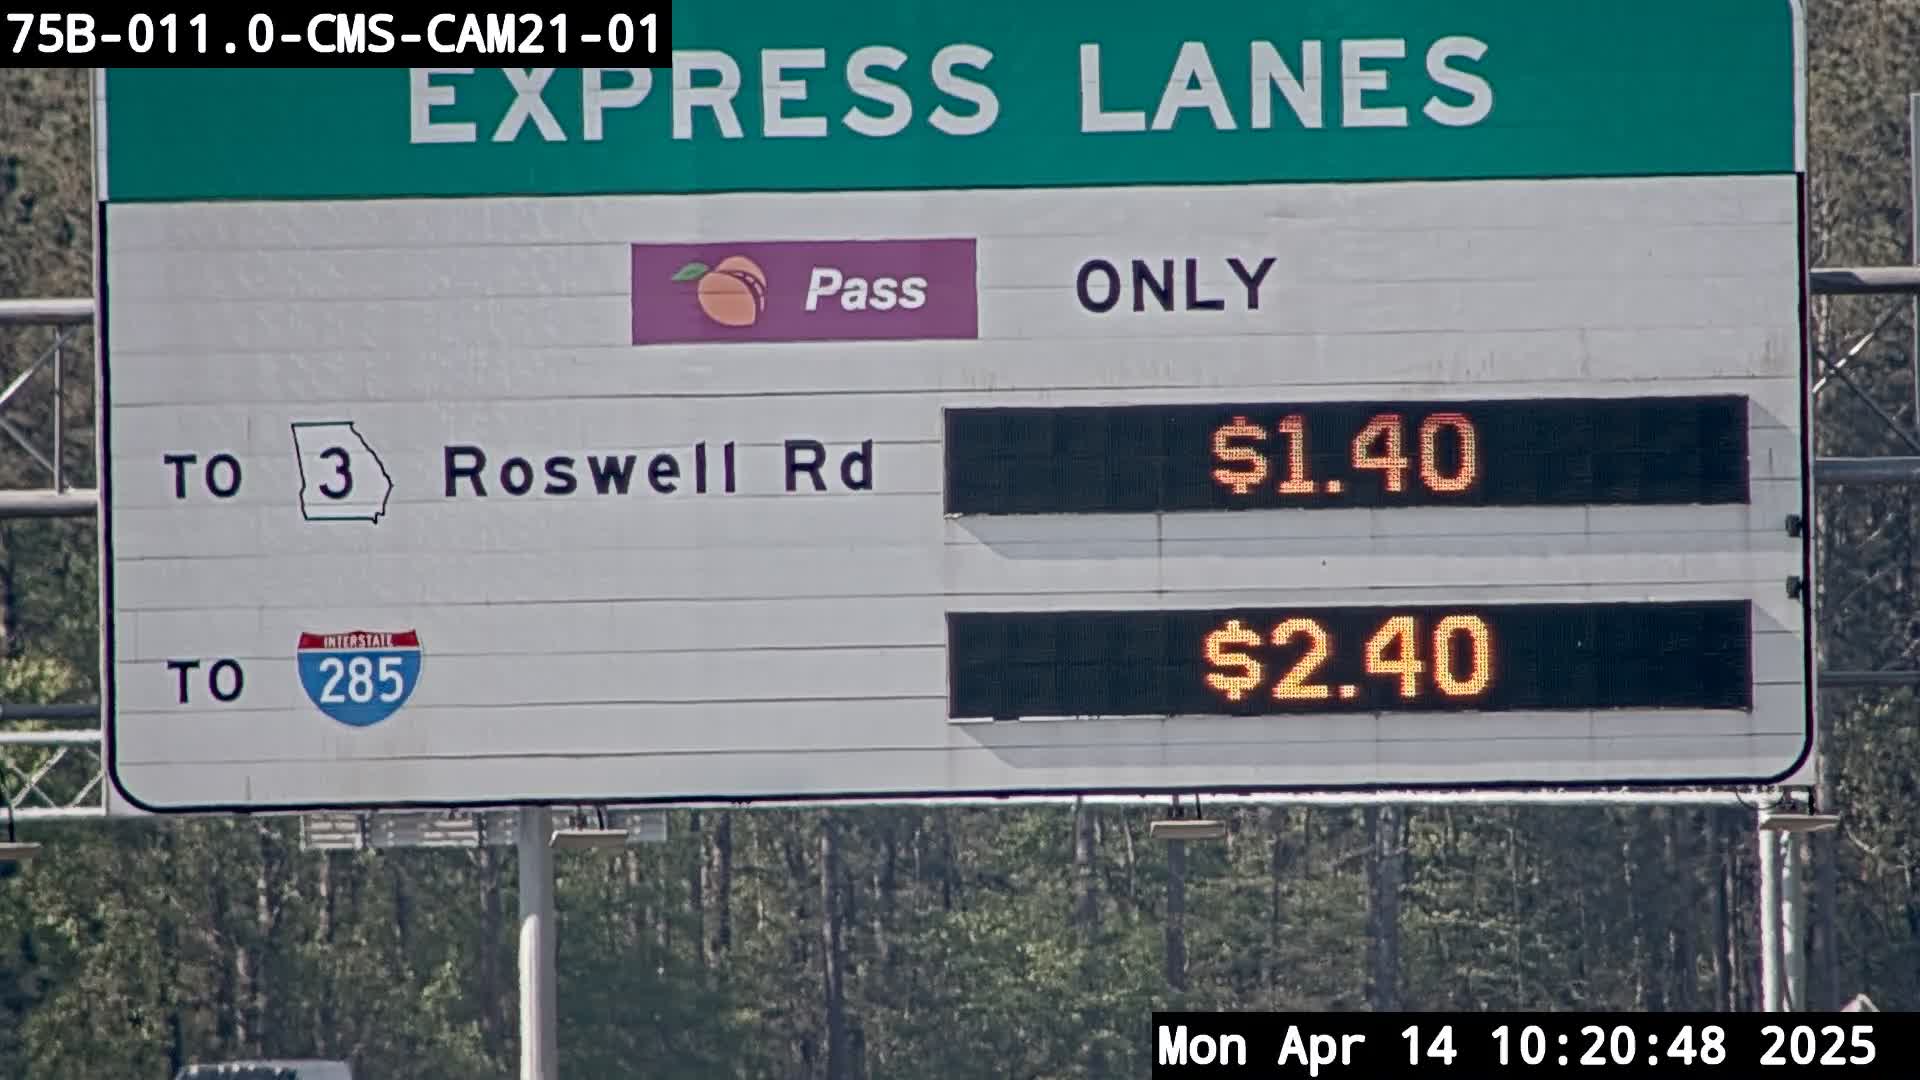 75B-011.0-CMS-CAM21-01
EXPRESS LANES
Pass ONLY
TO 3 Roswell Rd $1.40
INTERSTATE
TO 285 $2.40
Mon Apr 14 10:20:48 2025